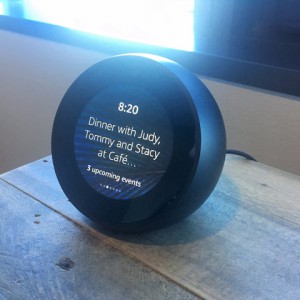 8:20
Dinner with Judy,
Tommy and Stacy
at Café...
3 upcoming events